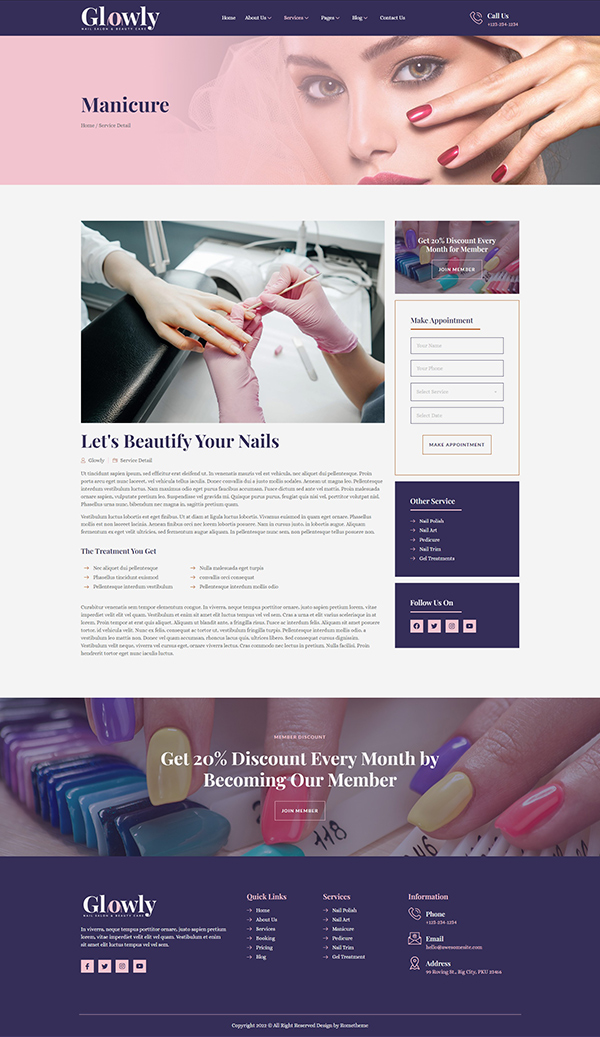 Glowly
NAIL SALON & BEAUTY CARE
Home About Us Services Pages Blog Contact Us
Call Us
+123-234-1234
Manicure
Home / Service Detail
Get 20% Discount Every
Month for Member
JOIN MEMBER
Make Appointment
Your Name
Your Phone
Select Service
Select Date
MAKE APPOINTMENT
Let's Beautify Your Nails
Glowly Service Detail
Ut tincidunt sapien ipsum, sed efficitur erat eleifend ut. In venenatis mauris vel est vehicula, nec aliquet dui pellentesque. Proin
porta arcu eget nunc laoreet, vel vehicula tellus iaculis. Donec convallis dui a justo mollis sodales. Aenean at magna leo. Pellentesque
interdum vestibulum luctus. Nam maximus odio eget purus faucibus accumsan. Fusce dictum sed ante vel mattis. Proin malesuada
ornare sapien, vulputate pretium leo. Suspendisse vel gravida mi. Quisque purus purus, feugiat quis nisl vel, porttitor volutpat nisl.
Phasellus urna nunc, bibendum nec magna in, sagittis pretium quam.
Vestibulum luctus lobortis est eget finibus. Ut at diam at ligula luctus lobortis. Vivamus euismod in quam eget ornare. Phasellus
mollis est non laoreet lacinia. Aenean finibus orci nec lorem lobortis posuere. Nam in cursus justo, in lobortis augue. Aliquam
fermentum ex eget velit ultricies, sed fermentum augue aliquam. In pellentesque nunc sem, non pellentesque tellus posuere non.
The Treatment You Get
Nec aliquet dui pellentesque Nulla malesuada eget turpis
Phasellus tincidunt euismod convallis orci consequat
Pellentesque interdum vestibulum Pellentesque interdum mollis odio
Curabitur venenatis sem tempor elementum congue. In viverra, neque tempus porttitor ornare, justo sapien pretium lorem, vitae
imperdiet velit elit vel quam. Vestibulum et enim sit amet elit luctus tempus vel vel sem. Cras a urna et elit varius scelerisque in at
lorem. Proin tempor at erat quis aliquet. Aliquam ut blandit ante, a fringilla risus. Fusce ac interdum felis. Aliquam sit amet posuere
tortor, id vehicula velit. Nunc ex felis, consequat ac tortor ut, vestibulum fringilla turpis. Pellentesque interdum mollis odio, a
vestibulum leo mattis non. Donec vel quam accumsan, rhoncus lacus quis, ultrices libero. Sed consequat cursus dignissim.
Vestibulum velit neque, viverra vel cursus eget, ornare viverra lectus. Cras commodo nec lectus in pretium. Nulla facilisi. Proin
hendrerit tortor eget nunc iaculis luctus.
Other Service
Nail Polish
Nail Art
Pedicure
Nail Trim
Gel Treatments
Follow Us On
MEMBER DISCOUNT
Get 20% Discount Every Month by
Becoming Our Member
JOIN MEMBER
118
46
Glowly
NAIL SALON & BEAUTY CARE
In viverra, neque tempus porttitor ornare, justo sapien pretium
lorem, vitae imperdiet velit elit vel quam. Vestibulum et enim
sit amet elit luctus tempus vel vel sem.
Quick Links
Home
About Us
Services
Booking
Pricing
Blog
Services
Nail Polish
Nail Art
Manicure
Pedicure
Nail Trim
Gel Treatment
Information
Phone
+123-234-1234
Email
hello@awesomesite.com
Address
99 Roving St., Big City, PKU 23456
Copyright 2022 © All Right Reserved Design by Rometheme